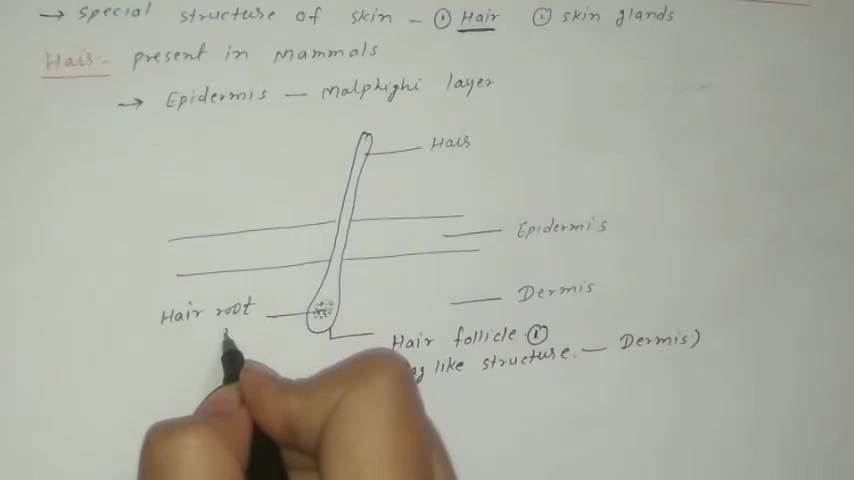 → special structure of skin - ① Hair ② skin glands
Hair - present in Mammals
→ Epidermis - Malphighi layer
Hair
Epidermis
Dermis
Hair root
Hair follicle ①
like structure. - Dermis)